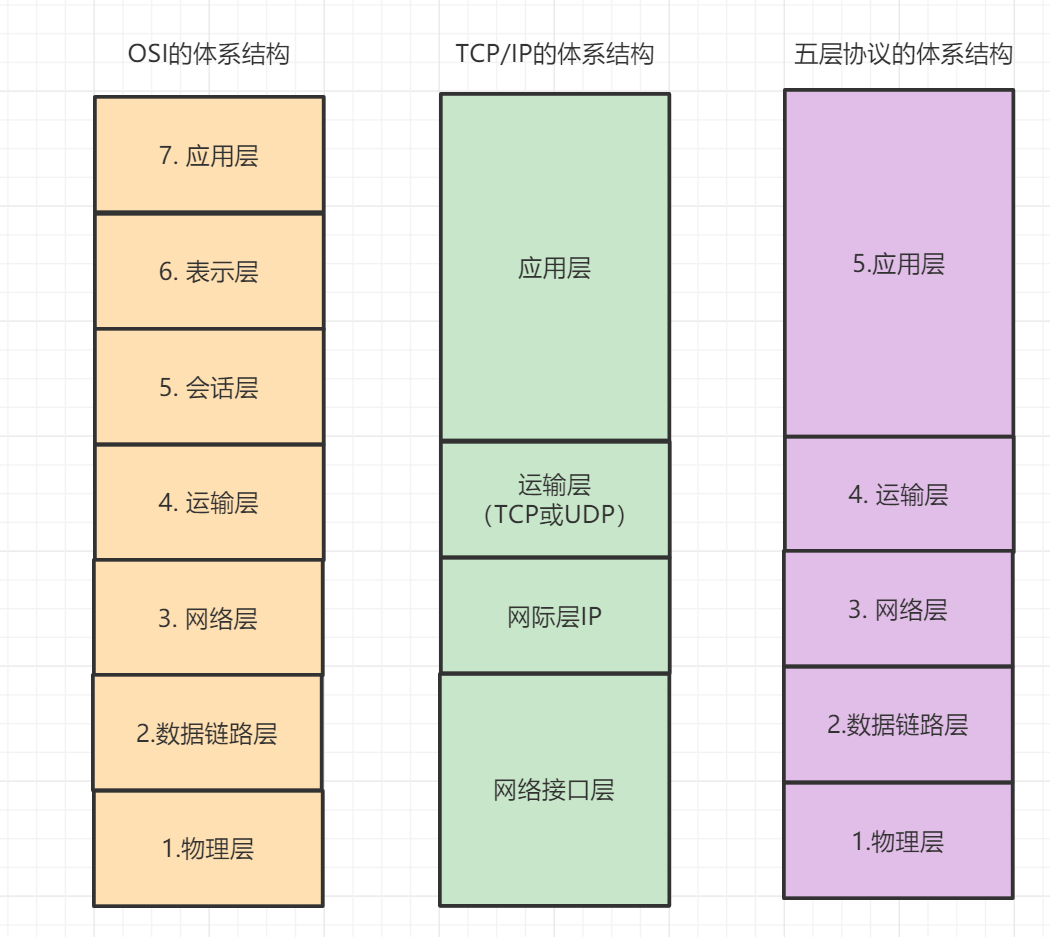 OSI的体系结构
7. 应用层
6. 表示层
5. 会话层
4. 运输层
3. 网络层
2.数据链路层
1.物理层
TCP/IP的体系结构
应用层
运输层
（TCP或UDP）
网际层IP
网络接口层
五层协议的体系结构
5.应用层
4. 运输层
3. 网络层
2.数据链路层
1.物理层